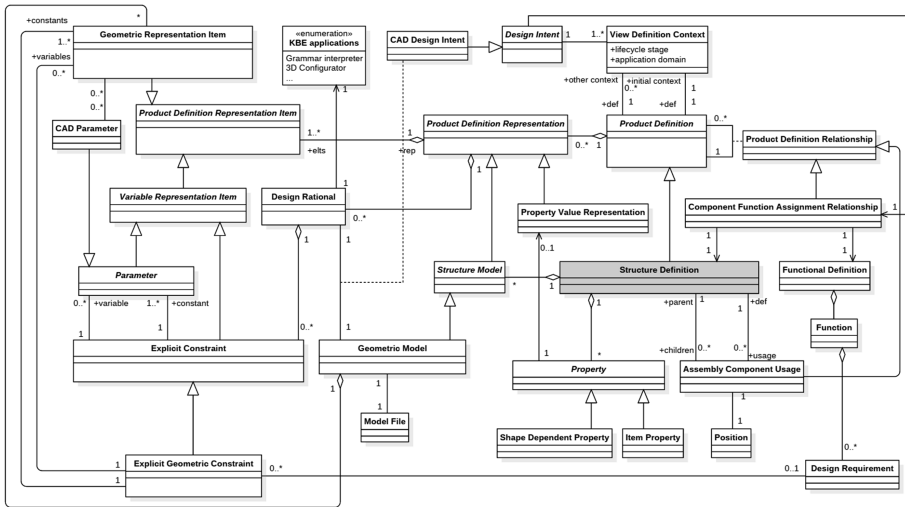 +constants
*
Geometric Representation Item
1..*
+variables
0..*
0..*
0..*
CAD Parameter
«enumeration»
KBE applications
Grammar interpreter
3D Configurator
...
1
CAD Design Intent
Design Intent
1
1..*
View Definition Context
+lifecycle stage
+application domain
+other context
+initial context
0..*
1
+def
+def
1
1
Product Definition Representation Item
1..*
+elts
1
+rep
Product Definition Representation
0..*
1
Product Definition
0..*
1
Product Definition Relationship
Variable Representation Item
Design Rational
1
0..*
1
1
1
Property Value Representation
0..1
Component Function Assignment Relationship
1
1
1
1
1
1
Parameter
0..*
+variable
1..*
+constant
1
1
Structure Model
*
1
Structure Definition
1
*
+parent
1
+def
1
+children
0..*
0..*
+usage
Functional Definition
Function
Explicit Constraint
0..*
1
Geometric Model
1
1
1
Model File
1
Property
Assembly Component Usage
1
1
Position
Shape Dependent Property
Item Property
0..*
Explicit Geometric Constraint
1
1
0..*
0..1
Design Requirement